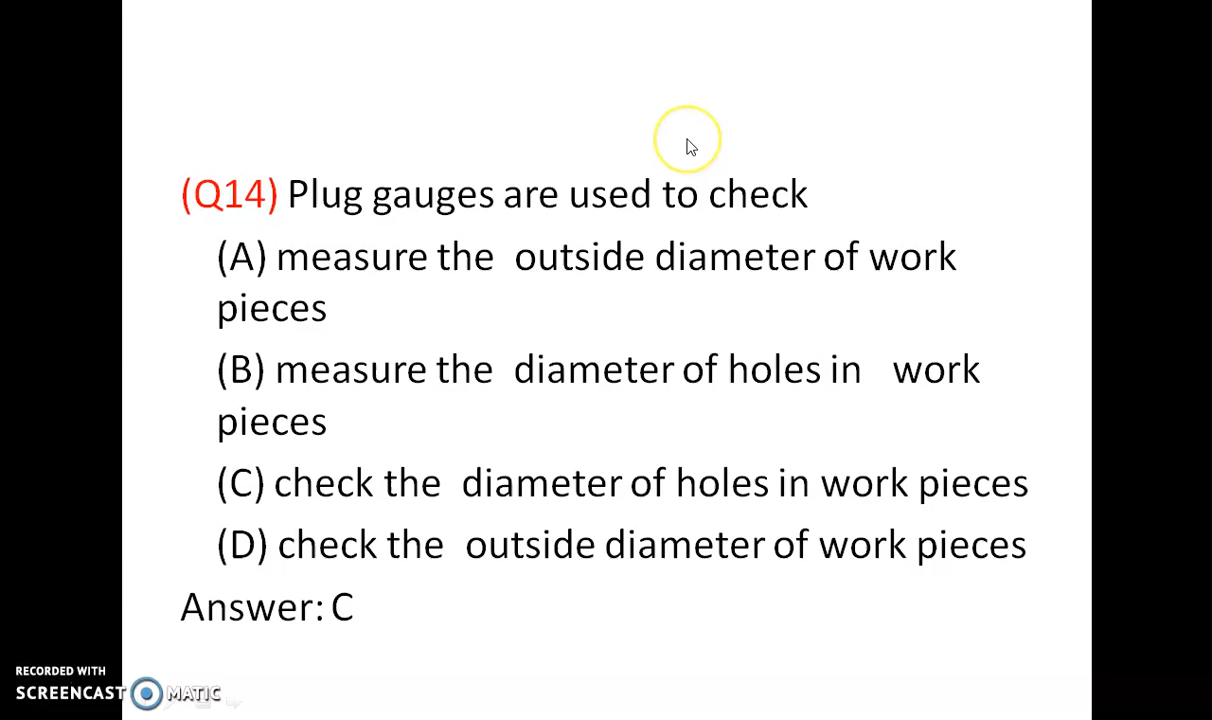 (Q14) Plug gauges are used to check
(A) measure the outside diameter of work
pieces
(B) measure the diameter of holes in work
pieces
(C) check the diameter of holes in work pieces
(D) check the outside diameter of work pieces
Answer: C
RECORDED WITH
SCREENCAST MATIC